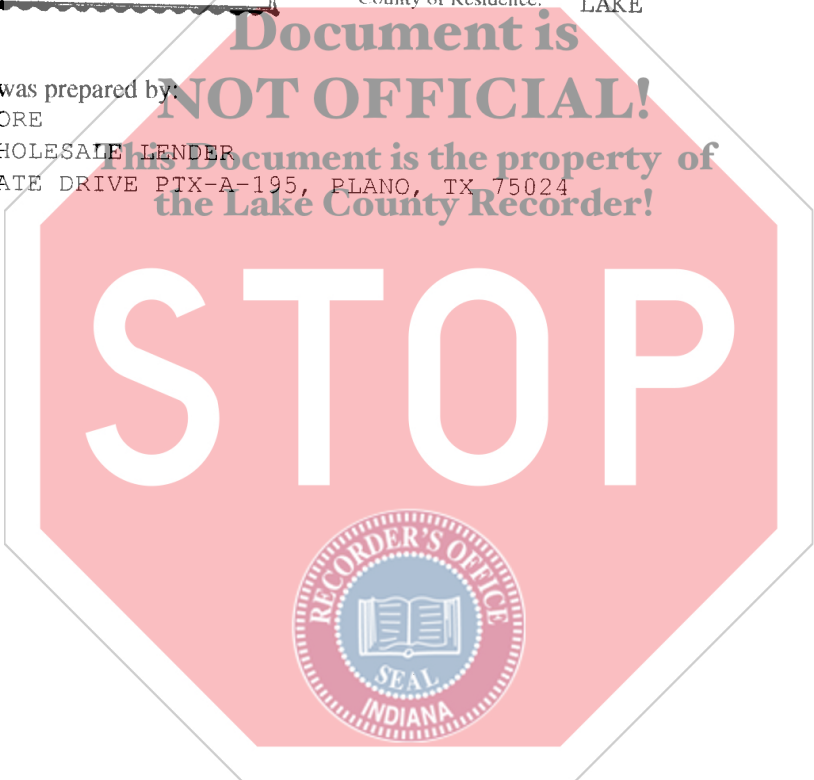 County of Residence: LAKE
Document is
was prepared by:
NOT OFFICIAL!
ORE
HOLESALE LENDER
This Document is the property of
ATE DRIVE PTX-A-195, PLANO, TX 75024
the Lake County Recorder!
STOP
RECORDER'S OFFICE
SEAL
INDIANA